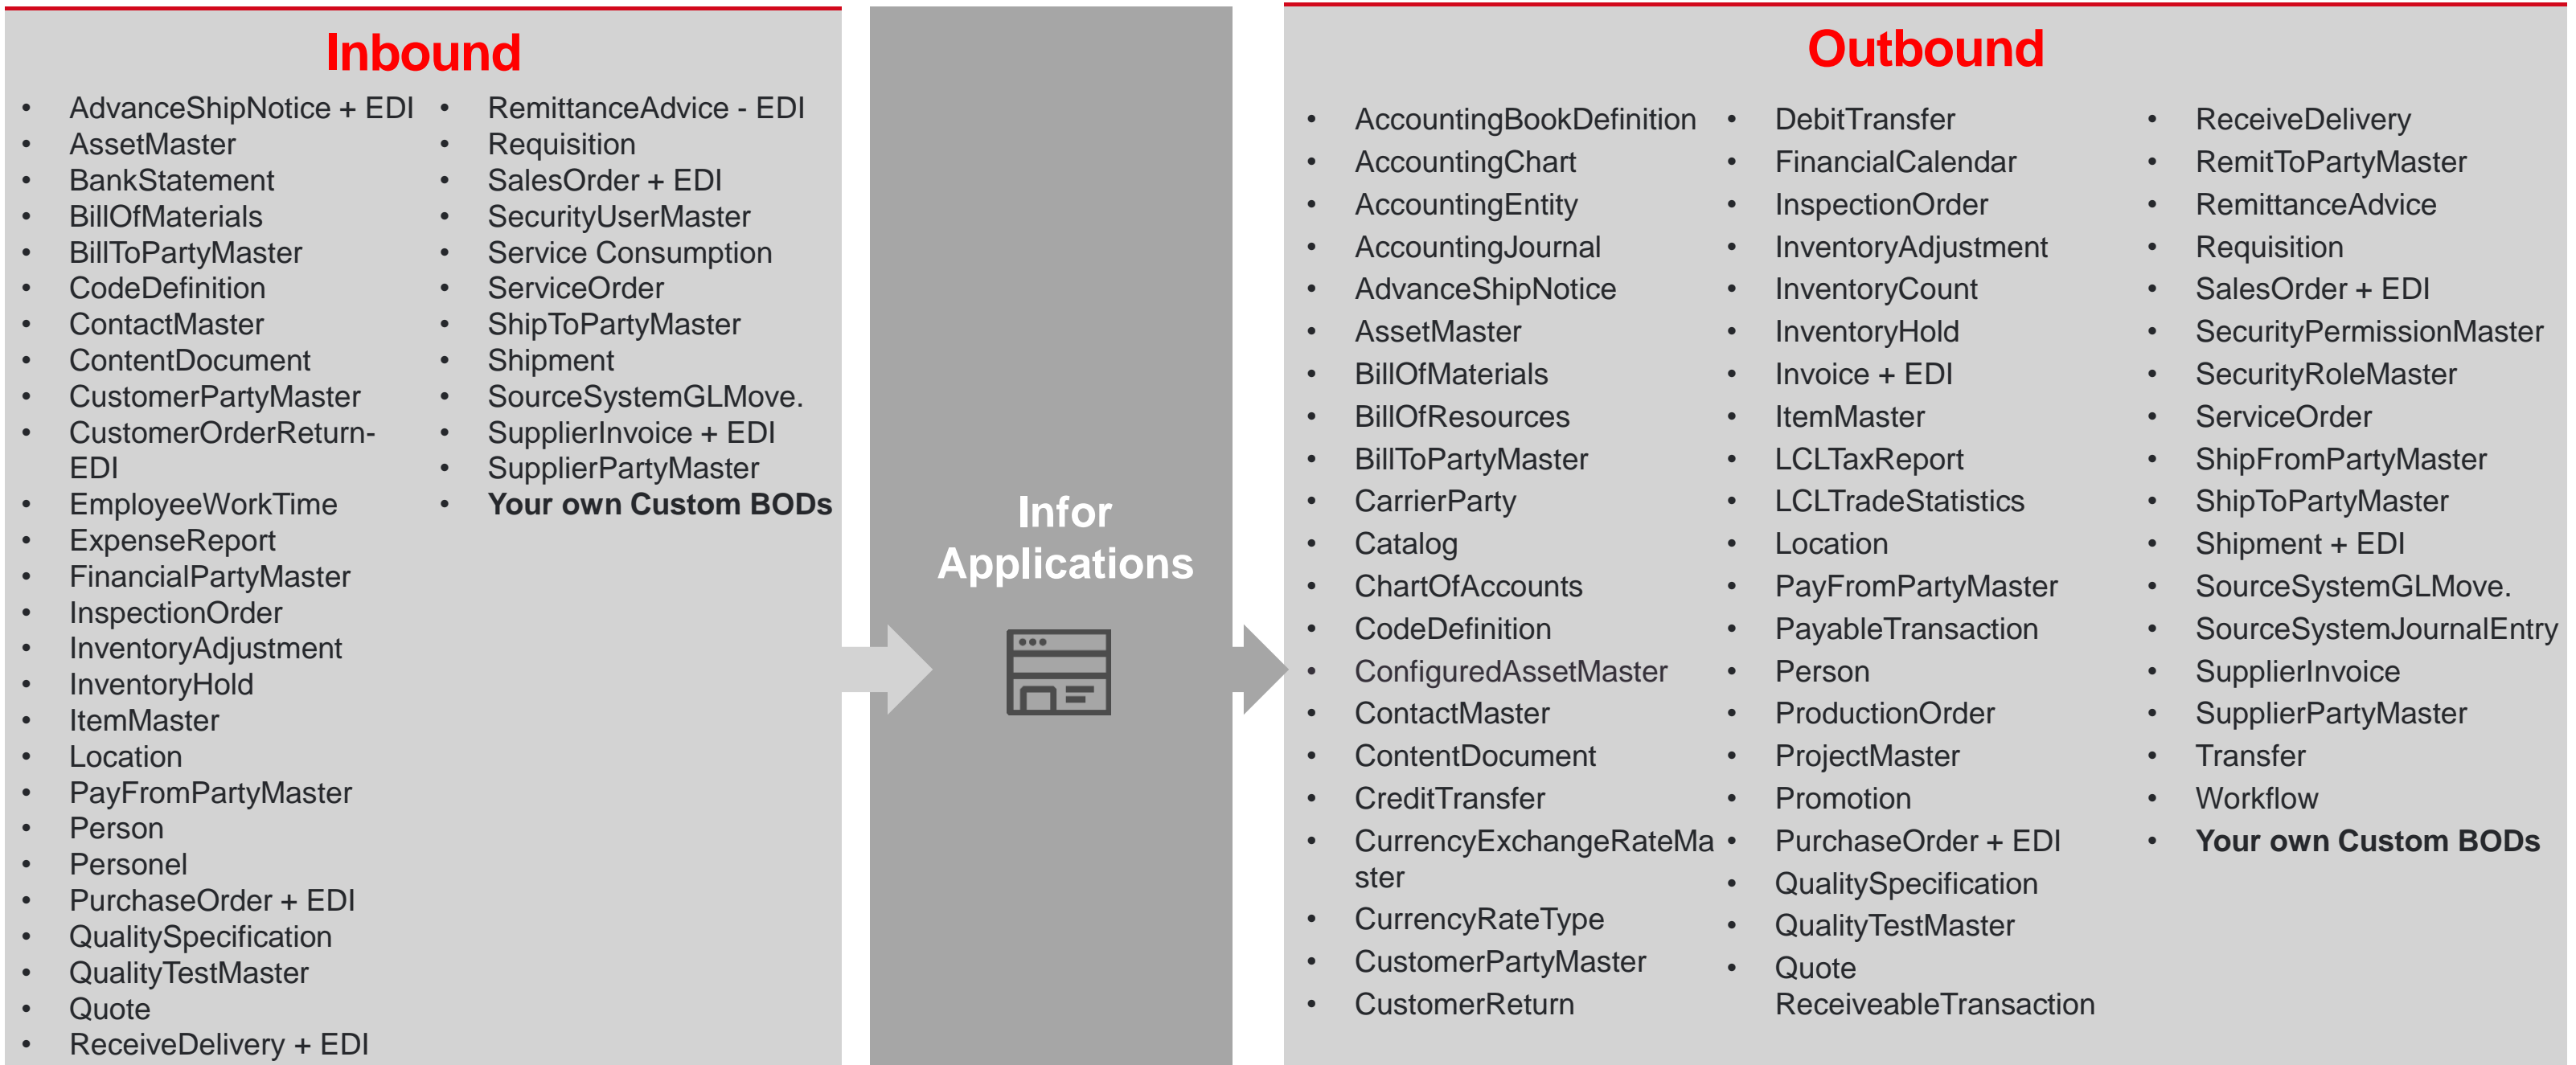 Inbound
• AdvanceShipNotice + EDI
• AssetMaster
• BankStatement
• BillOfMaterials
• BillToPartyMaster
• CodeDefinition
• ContactMaster
• ContentDocument
• CustomerPartyMaster
• CustomerOrderReturn-
EDI
• EmployeeWorkTime
• ExpenseReport
• FinancialPartyMaster
• InspectionOrder
• InventoryAdjustment
• InventoryHold
• ItemMaster
• Location
• PayFromPartyMaster
• Person
• Personel
• PurchaseOrder + EDI
• QualitySpecification
• QualityTestMaster
• Quote
• ReceiveDelivery + EDI
• RemittanceAdvice - EDI
• Requisition
• SalesOrder + EDI
• SecurityUserMaster
• Service Consumption
• ServiceOrder
• ShipToPartyMaster
• Shipment
• SourceSystemGLMove.
• SupplierInvoice + EDI
• SupplierPartyMaster
• Your own Custom BODs
Infor
Applications
Outbound
• AccountingBookDefinition
• AccountingChart
• AccountingEntity
• AccountingJournal
• AdvanceShipNotice
• AssetMaster
• BillOfMaterials
• BillOfResources
• BillToPartyMaster
• CarrierParty
• Catalog
• ChartOfAccounts
• CodeDefinition
• ConfiguredAssetMaster
• ContactMaster
• ContentDocument
• CreditTransfer
• CurrencyExchangeRateMa
ster
• CurrencyRateType
• CustomerPartyMaster
• CustomerReturn
• DebitTransfer
• FinancialCalendar
• InspectionOrder
• InventoryAdjustment
• InventoryCount
• InventoryHold
• Invoice + EDI
• ItemMaster
• LCLTaxReport
• LCLTradeStatistics
• Location
• PayFromPartyMaster
• PayableTransaction
• Person
• ProductionOrder
• ProjectMaster
• Promotion
• PurchaseOrder + EDI
• QualitySpecification
• QualityTestMaster
• Quote
ReceiveableTransaction
• ReceiveDelivery
• RemitToPartyMaster
• RemittanceAdvice
• Requisition
• SalesOrder + EDI
• SecurityPermissionMaster
• SecurityRoleMaster
• ServiceOrder
• ShipFromPartyMaster
• ShipToPartyMaster
• Shipment + EDI
• SourceSystemGLMove.
• SourceSystemJournalEntry
• SupplierInvoice
• SupplierPartyMaster
• Transfer
• Workflow
• Your own Custom BODs